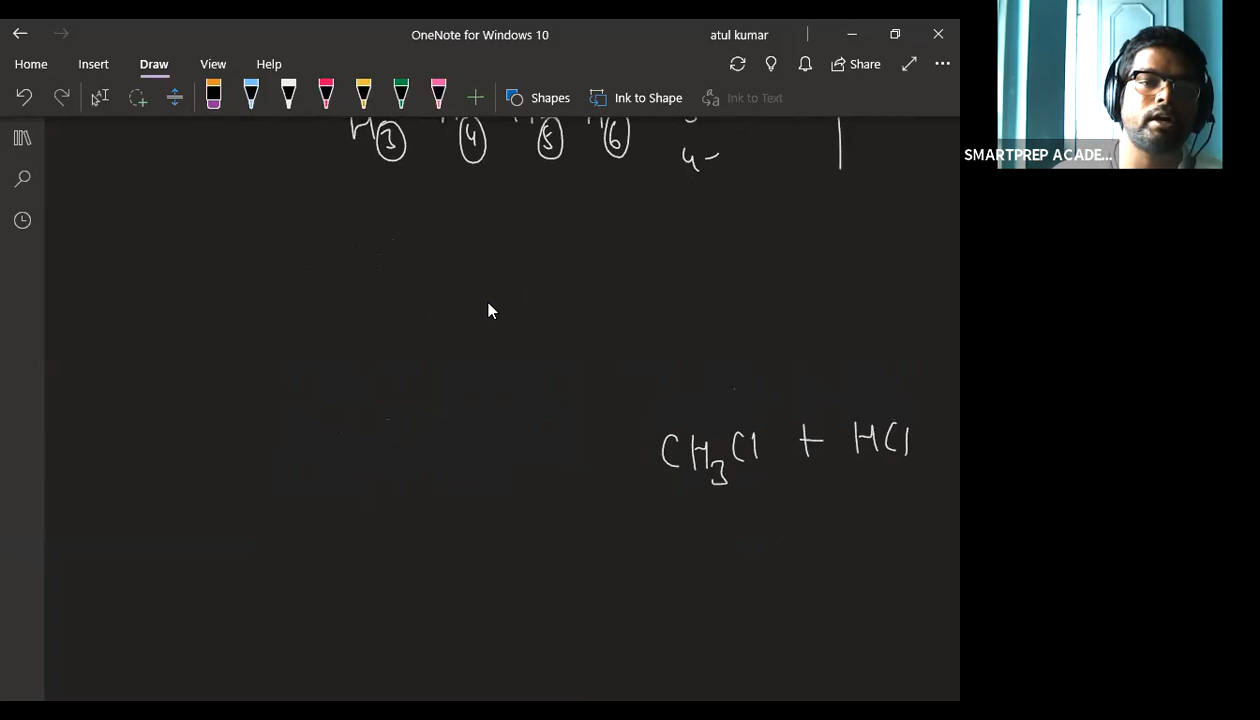 OneNote for Windows 10
atul kumar
Home Insert Draw View Help
Share
Shapes Ink to Shape Ink to Text
SMARTPREP ACADE...
H 3 4 5 6
4 –
CH3Cl + HCl